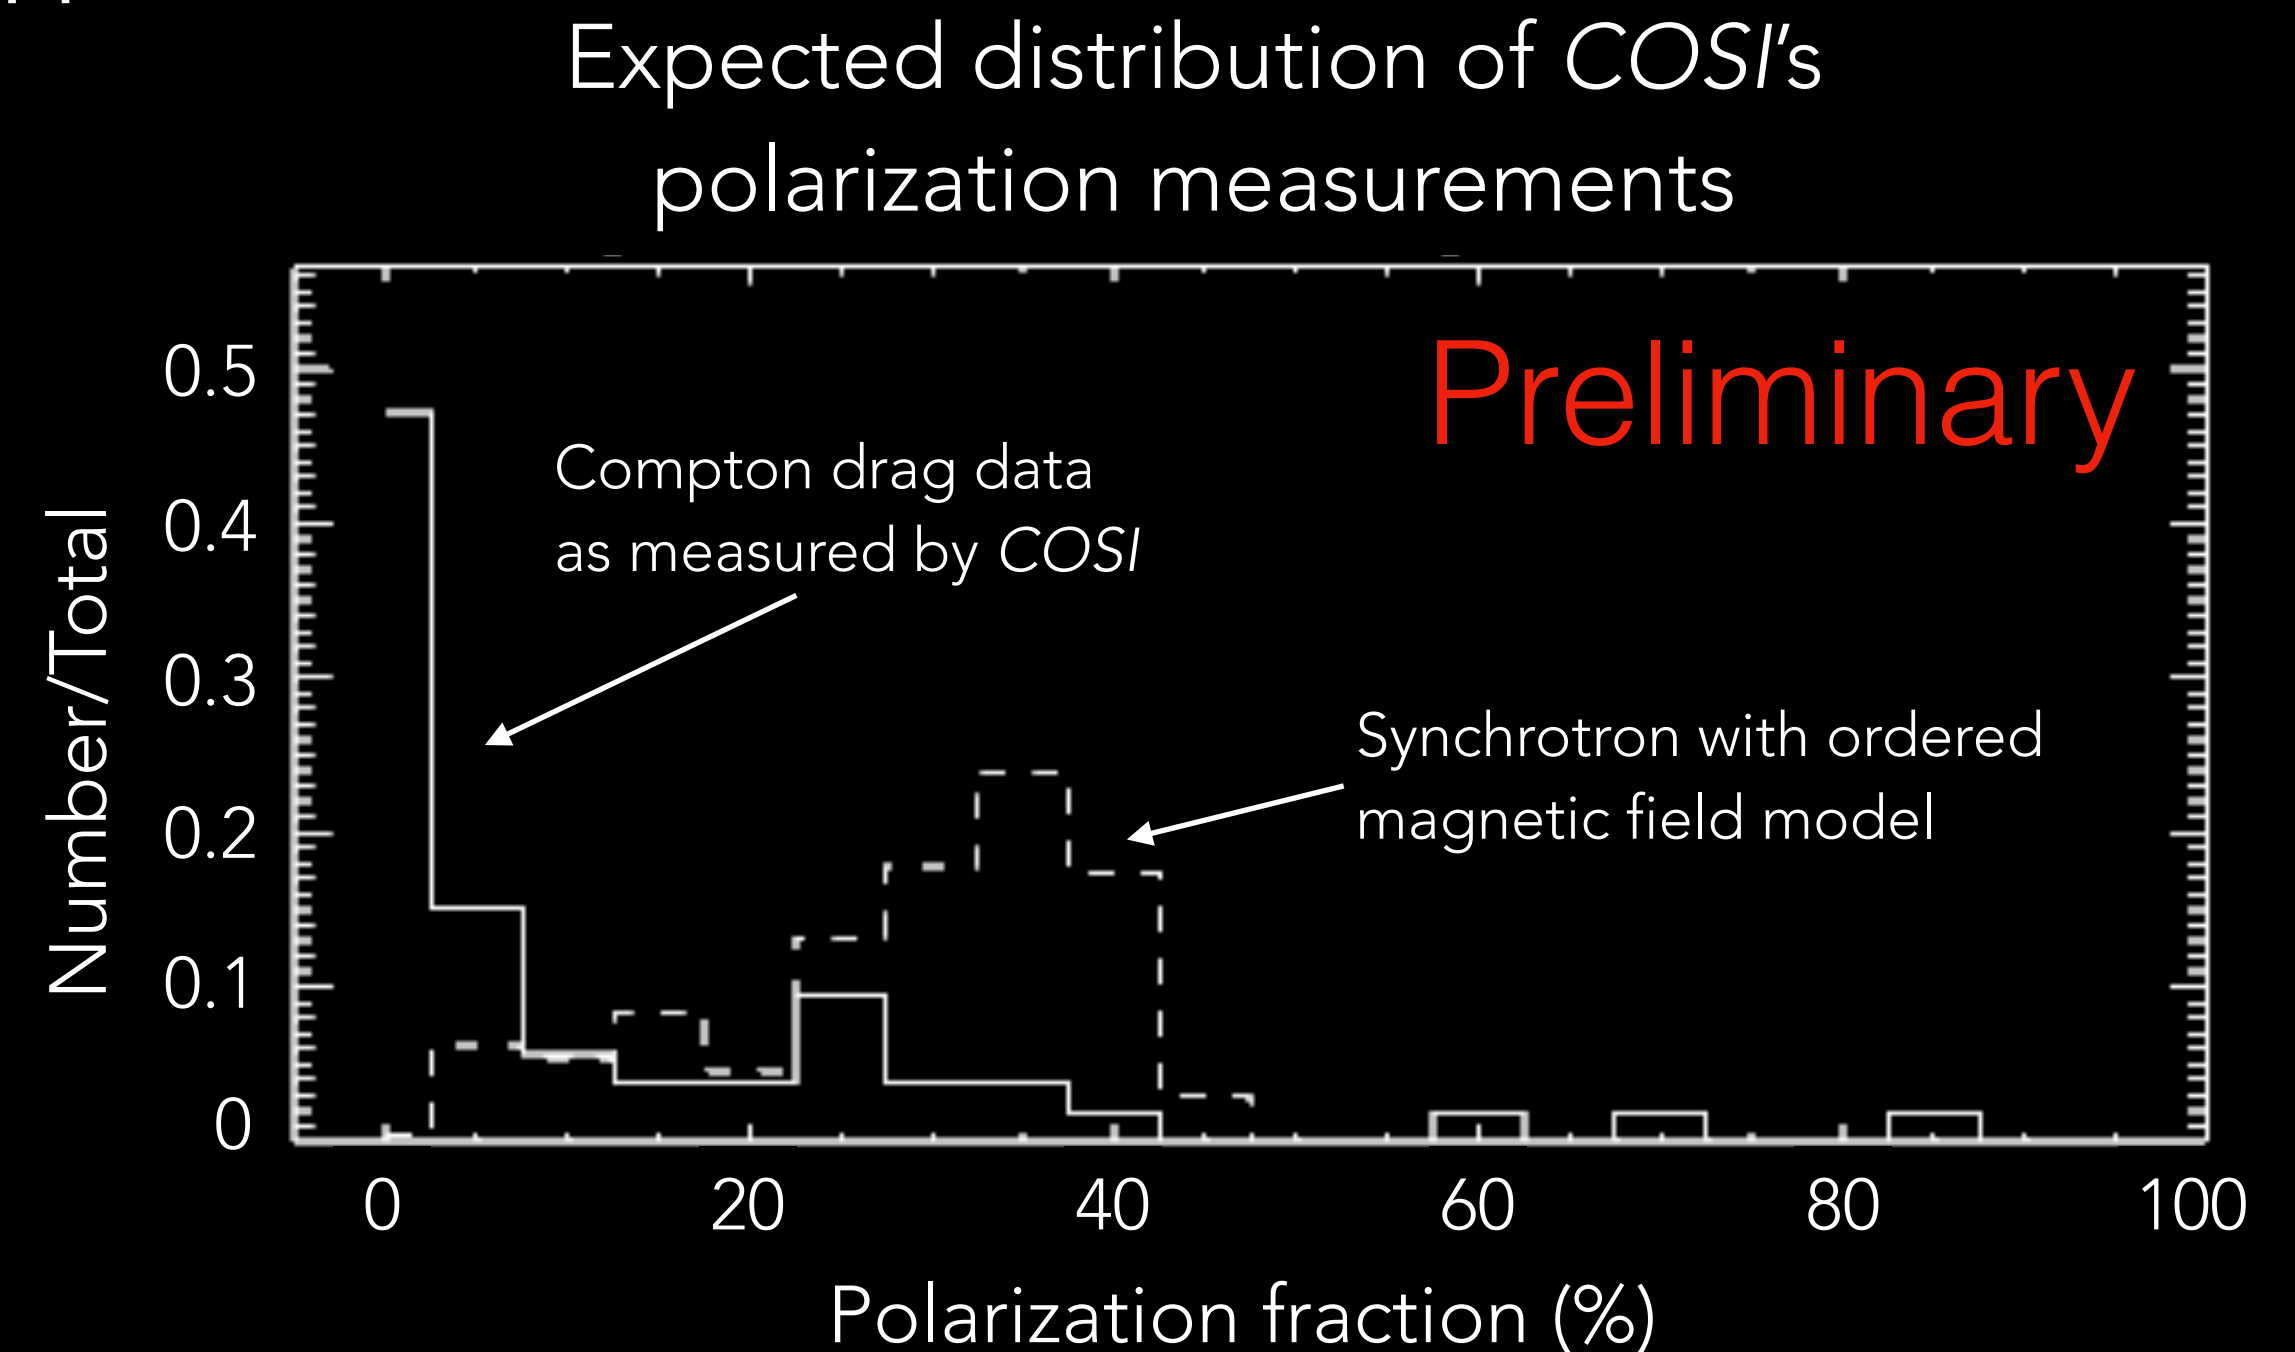 Expected distribution of COSI's
polarization measurements
Preliminary
0.5
0.4
0.3
0.2
0.1
0
Number/Total
Compton drag data
as measured by COSI
Synchrotron with ordered
magnetic field model
0 20 40 60 80 100
Polarization fraction (%)